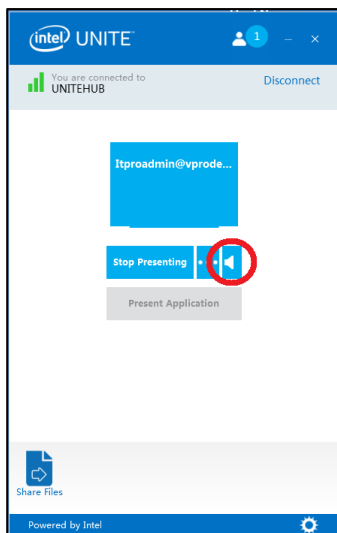 intel UNITE
1
You are connected to
UNITEHUB
Disconnect
Itproadmin@vprode...
Stop Presenting
Present Application
Share Files
Powered by Intel